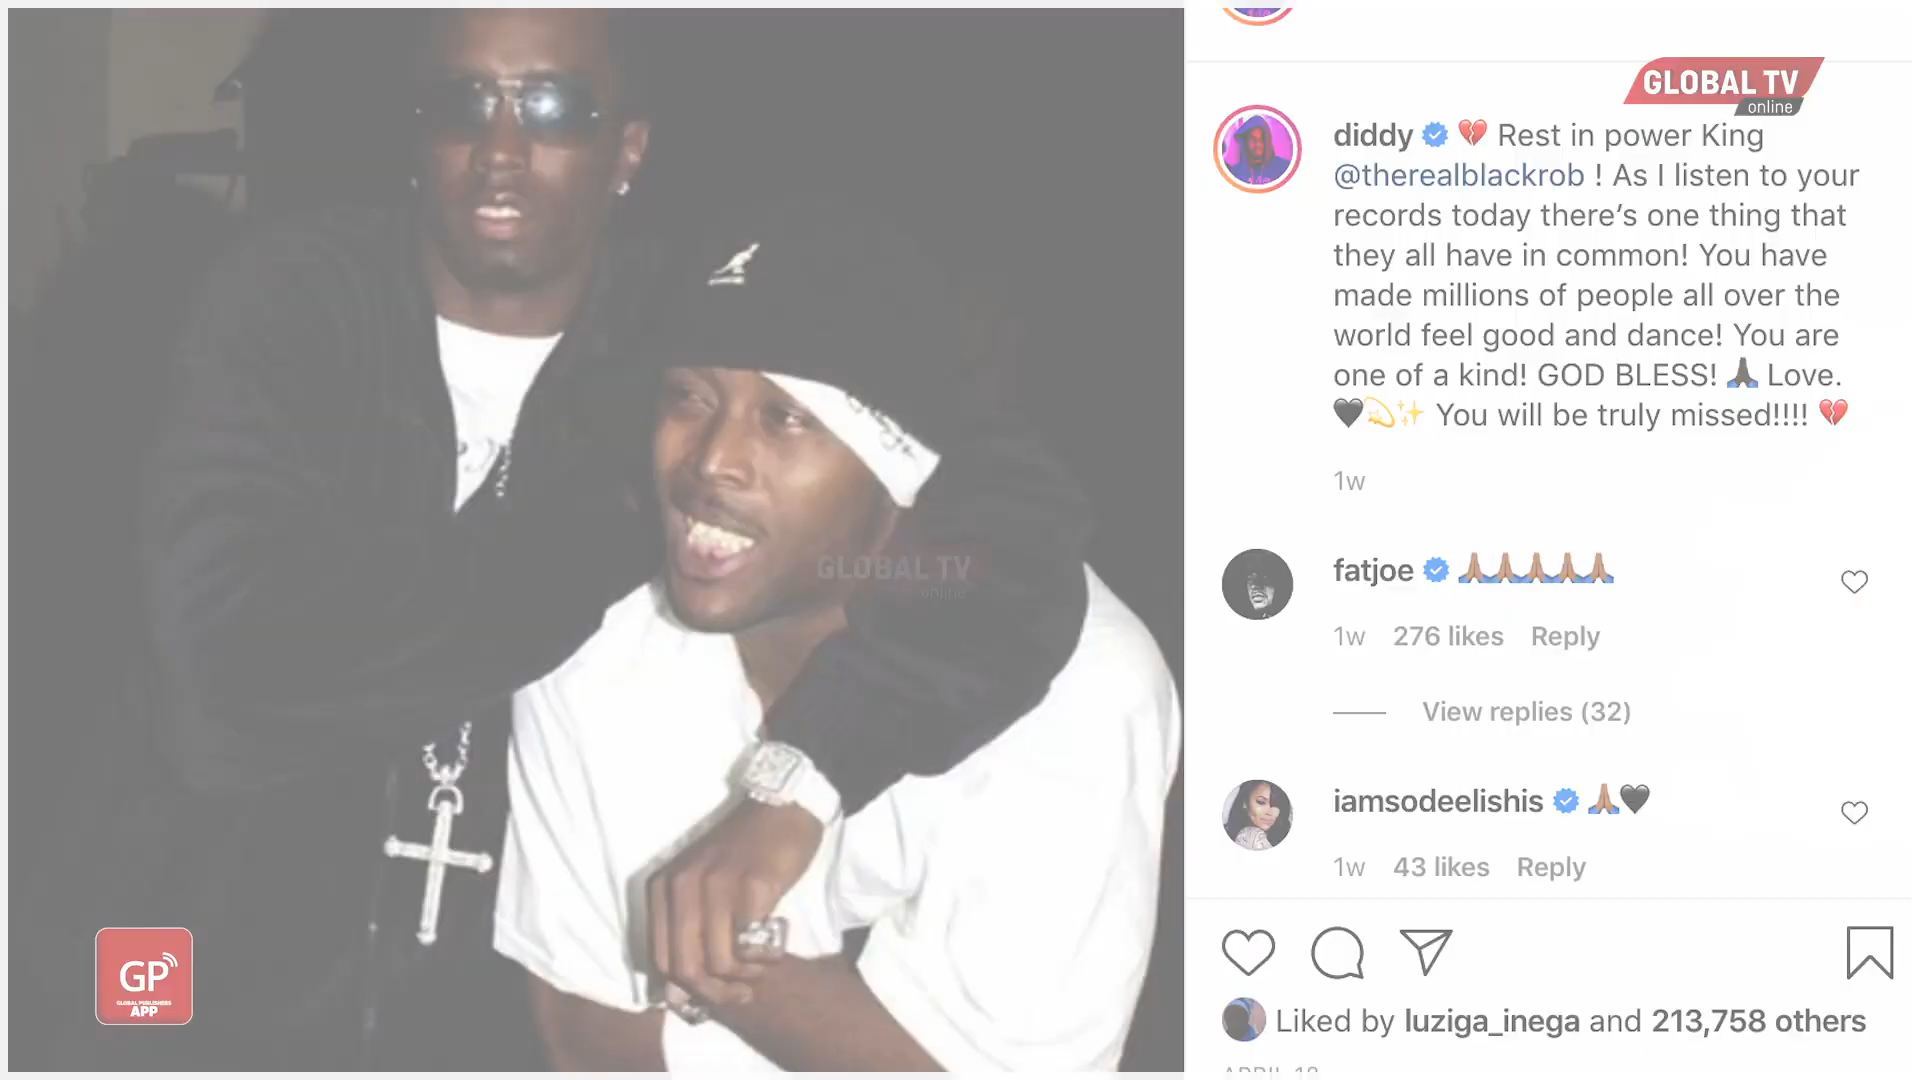 GLOBAL TV
online
diddy 💔 Rest in power King
@therealblackrob ! As I listen to your
records today there’s one thing that
they all have in common! You have
made millions of people all over the
world feel good and dance! You are
one of a kind! GOD BLESS! 🙏🏿 Love.
🖤💫✨ You will be truly missed!!!! 💔
1w
fatjoe 🙏🏽🙏🏽🙏🏽🙏🏽🙏🏽
1w 276 likes Reply
View replies (32)
iamsodeelishis 🙏🏽🖤
1w 43 likes Reply
Liked by luziga_inega and 213,758 others
GLOBAL TV
online
GP
GLOBAL PUBLISHERS
APP